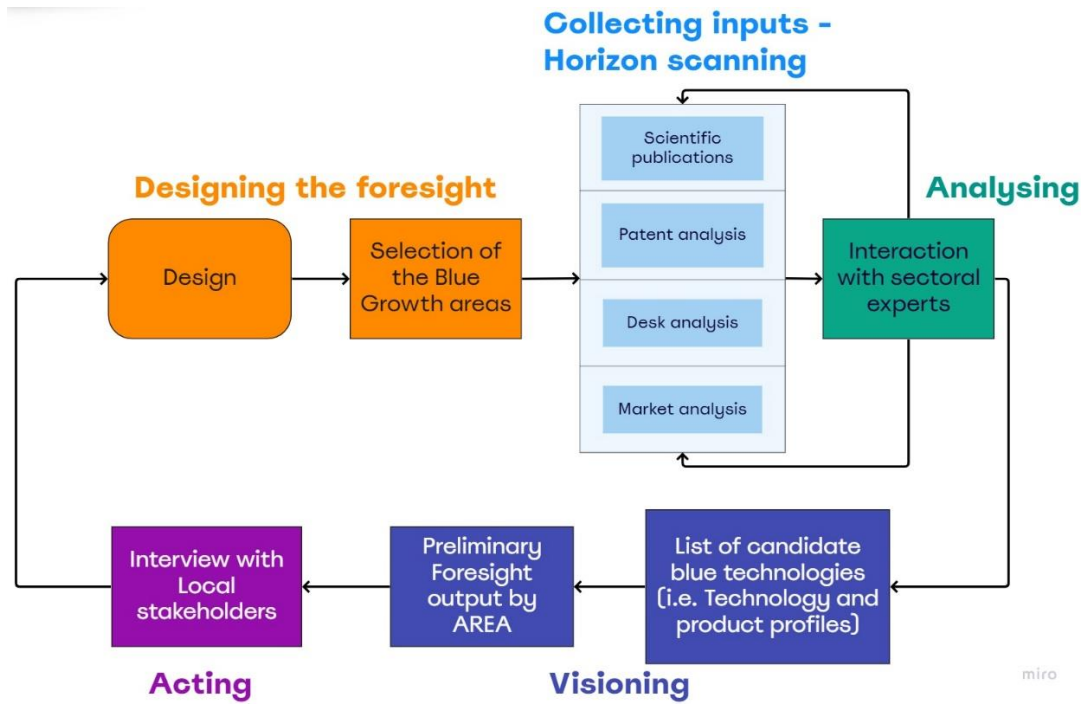 Collecting inputs -
Horizon scanning
Scientific
publications
Designing the foresight
Analysing
Design
Selection of
the Blue
Growth areas
Patent analysis
Interaction
with sectoral
experts
Desk analysis
Market analysis
Interview with
Local
stakeholders
Preliminary
Foresight
output by
AREA
List of candidate
blue technologies
(i.e. Technology and
product profiles)
Acting
Visioning
miro